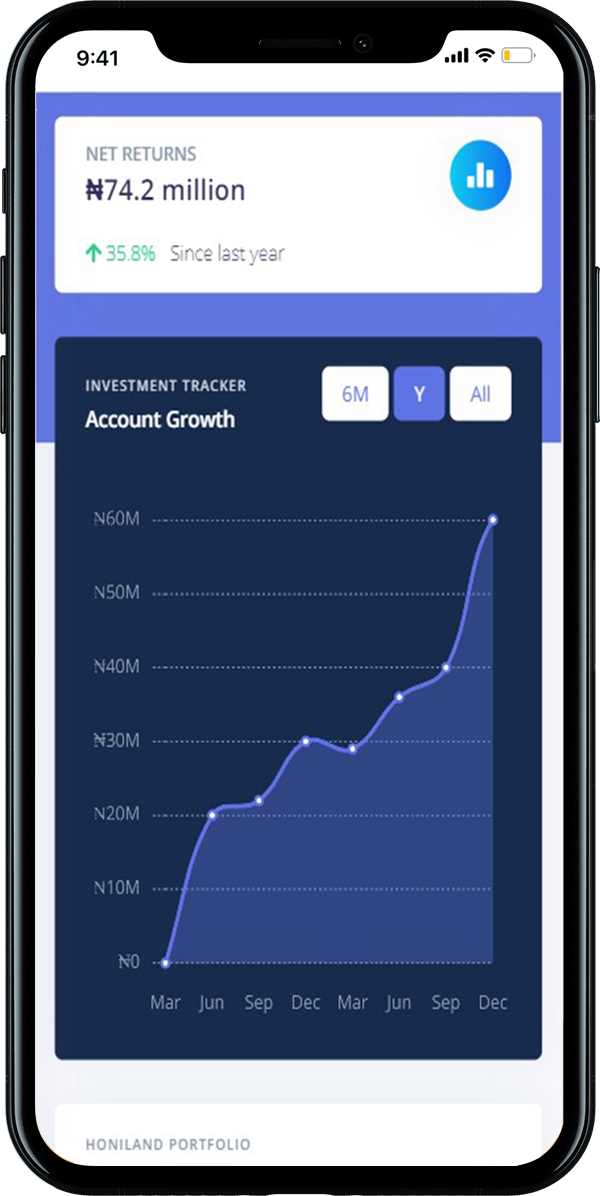 9:41
NET RETURNS
₦74.2 million
35.8% Since last year
INVESTMENT TRACKER
Account Growth
6M Y All
₦60M
₦50M
₦40M
₦30M
₦20M
₦10M
₦0
Mar Jun Sep Dec Mar Jun Sep Dec
HONILAND PORTFOLIO